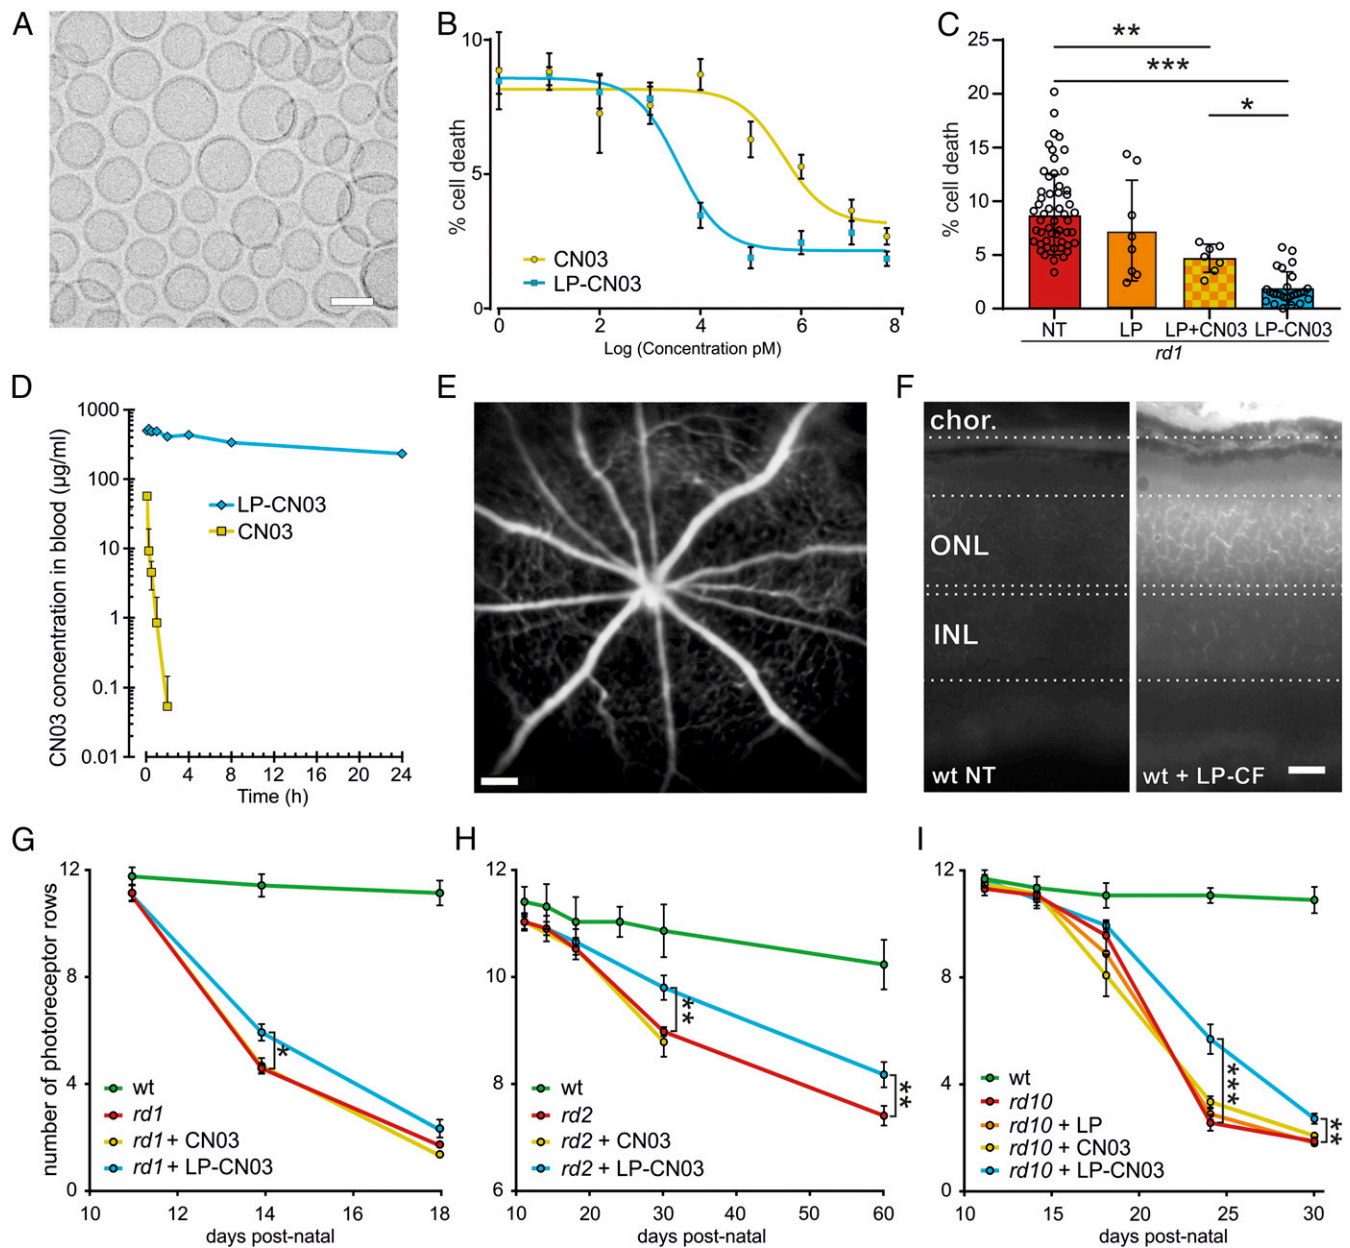 A
B
10
5
0
% cell death
CN03
LP-CN03
0 2 4 6 8
Log (Concentration pM)
C
25
20
15
10
5
0
% cell death
**
***
*
NT LP LP+CN03 LP-CN03
rd1
D
1000
100
10
1
0.1
0.01
CN03 concentration in blood (µg/ml)
LP-CN03
CN03
0 4 8 12 16 20 24
Time (h)
E
F
chor.
ONL
INL
wt NT
wt + LP-CF
G
12
8
4
0
number of photoreceptor rows
*
wt
rd1
rd1 + CN03
rd1 + LP-CN03
10 12 14 16 18
days post-natal
H
12
10
8
6
**
**
wt
rd2
rd2 + CN03
rd2 + LP-CN03
10 20 30 40 50 60
days post-natal
I
12
8
4
0
***
**
wt
rd10
rd10 + LP
rd10 + CN03
rd10 + LP-CN03
10 15 20 25 30
days post-natal